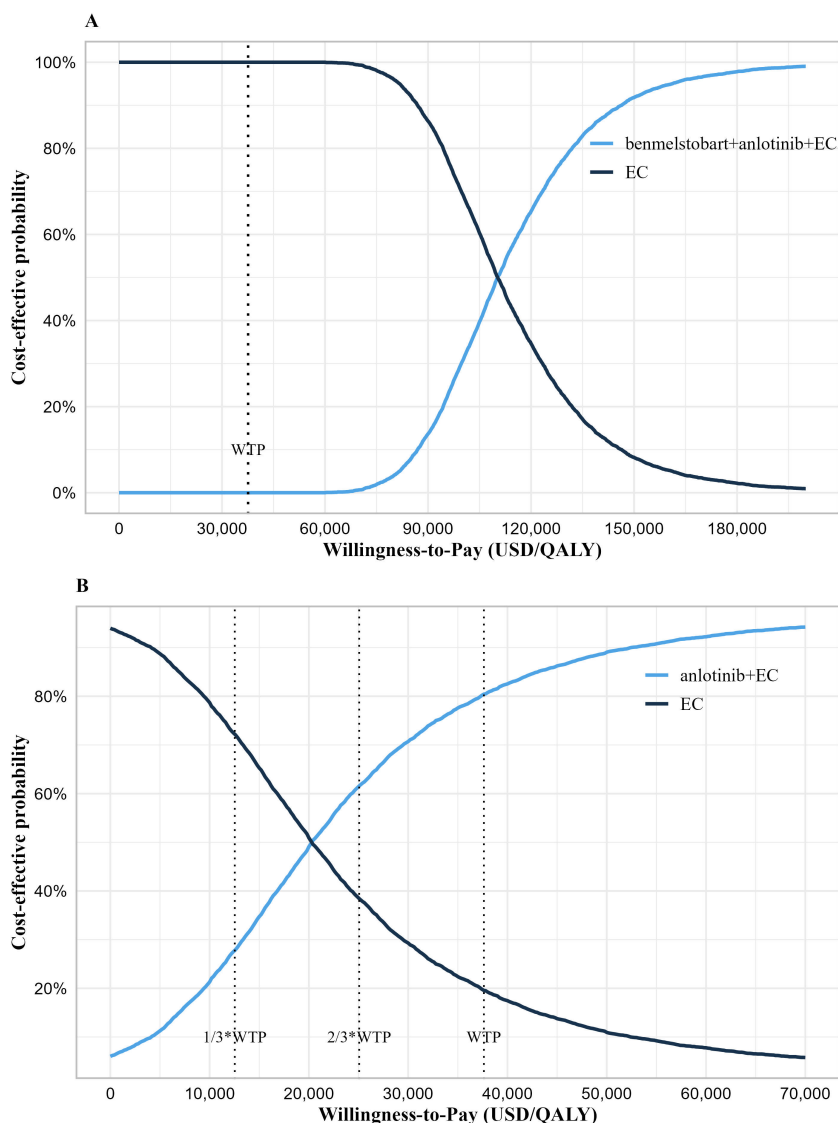 A
100%
80%
60%
40%
20%
0%
Cost-effective probability
benmelstobart+anlotinib+EC
EC
WTP
0 30,000 60,000 90,000 120,000 150,000 180,000
Willingness-to-Pay (USD/QALY)
B
80%
60%
40%
20%
Cost-effective probability
anlotinib+EC
EC
1/3*WTP 2/3*WTP WTP
0 10,000 20,000 30,000 40,000 50,000 60,000 70,000
Willingness-to-Pay (USD/QALY)